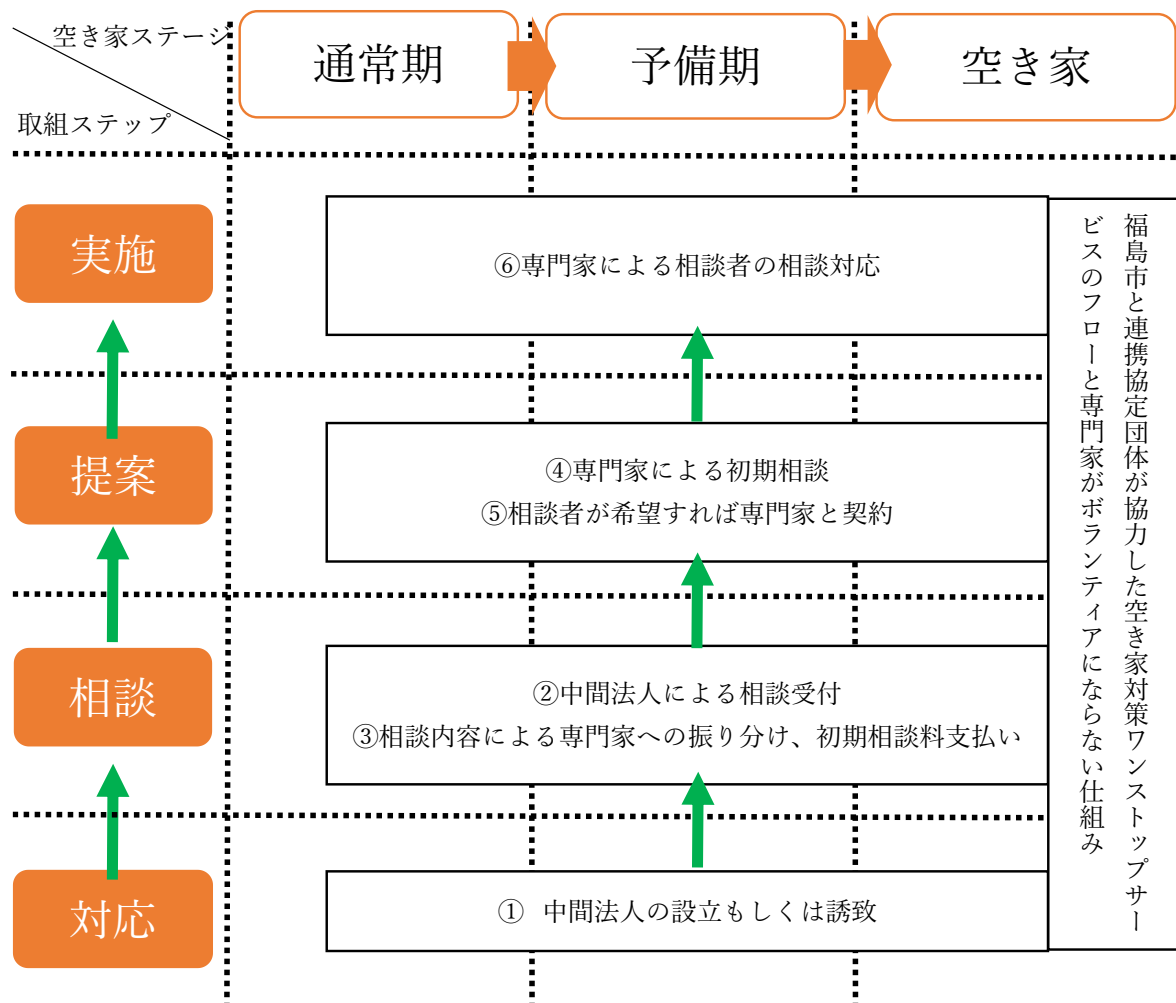 空き家ステージ
取組ステップ
通常期
予備期
空き家
実施
⑥専門家による相談者の相談対応
提案
④専門家による初期相談
⑤相談者が希望すれば専門家と契約
相談
②中間法人による相談受付
③相談内容による専門家への振り分け、初期相談料支払い
対応
① 中間法人の設立もしくは誘致
福島市と連携協定団体が協力した空き家対策ワンストップサー
ビスのフローと専門家がボランティアにならない仕組み